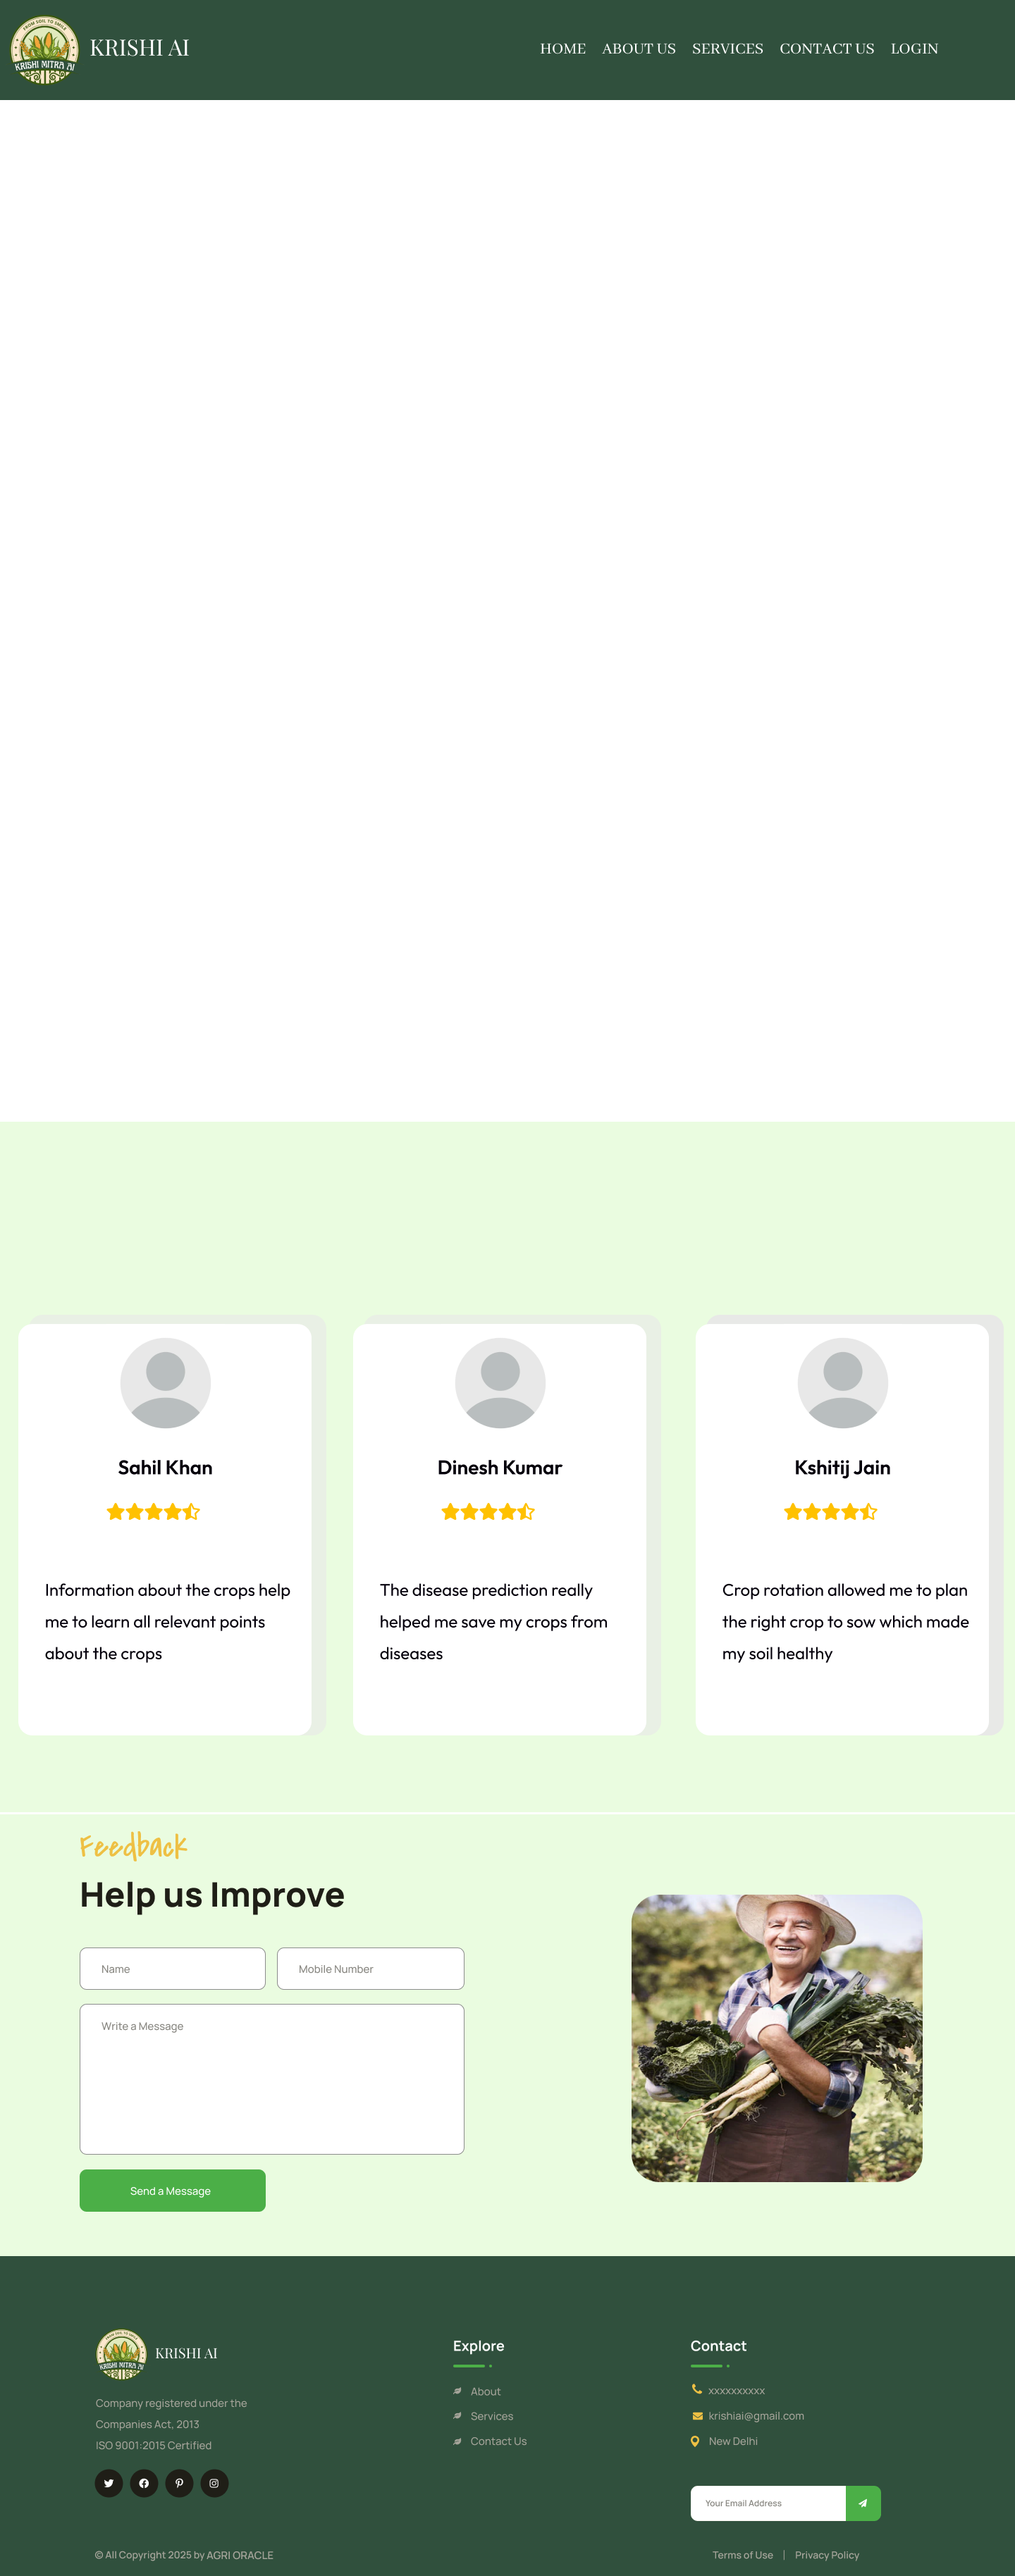 FROM SOIL TO SMILE
KRISHI MITRA AI
KRISHI AI
HOME ABOUT US SERVICES CONTACT US LOGIN
Sahil Khan
Information about the crops help
me to learn all relevant points
about the crops
Dinesh Kumar
The disease prediction really
helped me save my crops from
diseases
Kshitij Jain
Crop rotation allowed me to plan
the right crop to sow which made
my soil healthy
Feedback
Help us Improve
Name
Mobile Number
Write a Message
Send a Message
FROM SOIL TO SMILE
KRISHI MITRA AI
KRISHI AI
Company registered under the
Companies Act, 2013
ISO 9001:2015 Certified
Explore
About
Services
Contact Us
Contact
xxxxxxxxxx
krishiai@gmail.com
New Delhi
Your Email Address
© All Copyright 2025 by AGRI ORACLE
Terms of Use | Privacy Policy